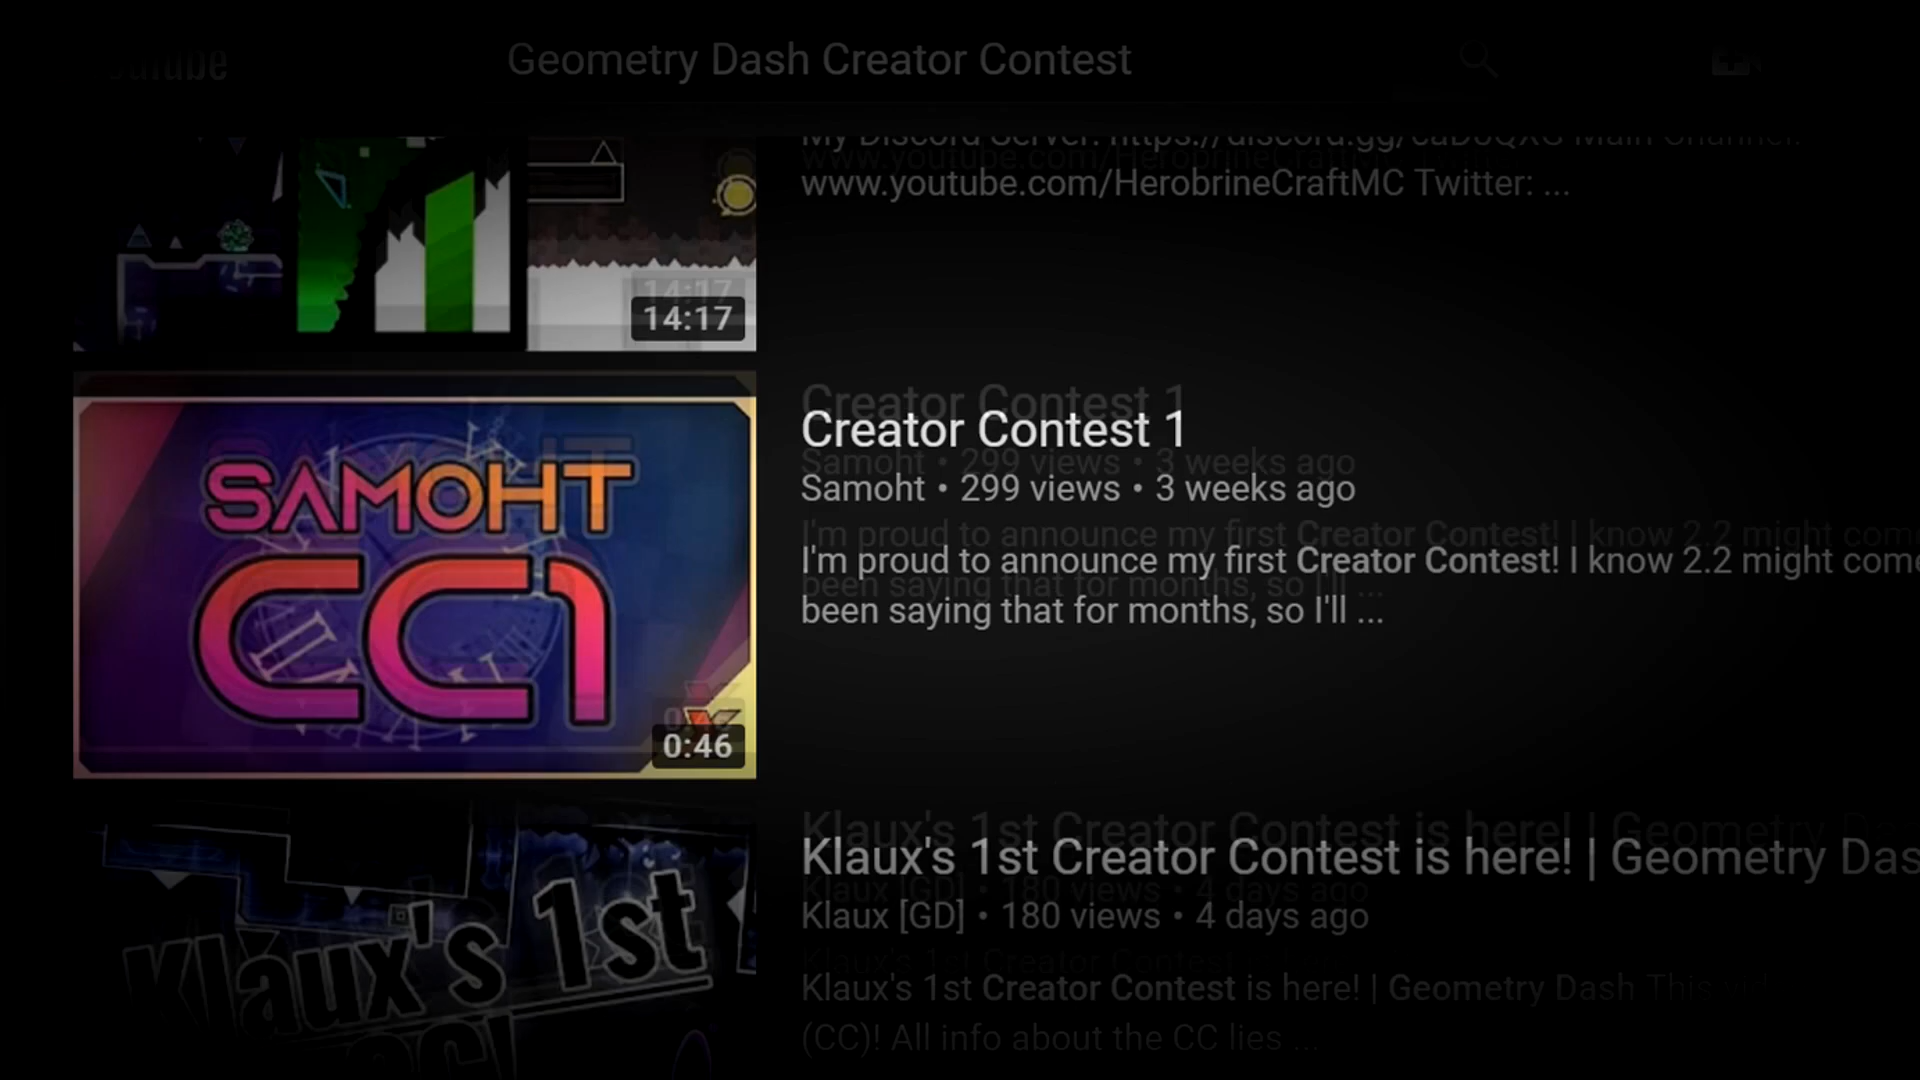 Geometry Dash Creator Contest
www.youtube.com/HerobrineCraftMC Twitter: ...
14:17
SAMOHT
CC1
0:46
Creator Contest 1
Samoht • 299 views • 3 weeks ago
I'm proud to announce my first Creator Contest! I know 2.2 might come
been saying that for months, so I'll ...
Klaux's 1st
Klaux's 1st Creator Contest is here! | Geometry Das
Klaux [GD] • 180 views • 4 days ago
Klaux's 1st Creator Contest is here! | Geometry Dash This
(CC)! All info about the CC lies ...